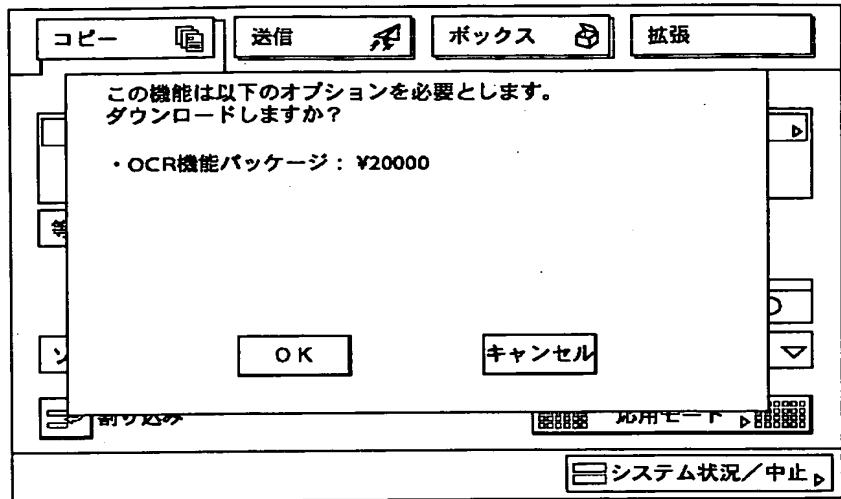 コピー
送信
ボックス
拡張
この機能は以下のオプションを必要とします。
ダウンロードしますか？
・OCR機能パッケージ： ¥20000
等
OK
キャンセル
ソ
割り込み
応用モード
システム状況／中止